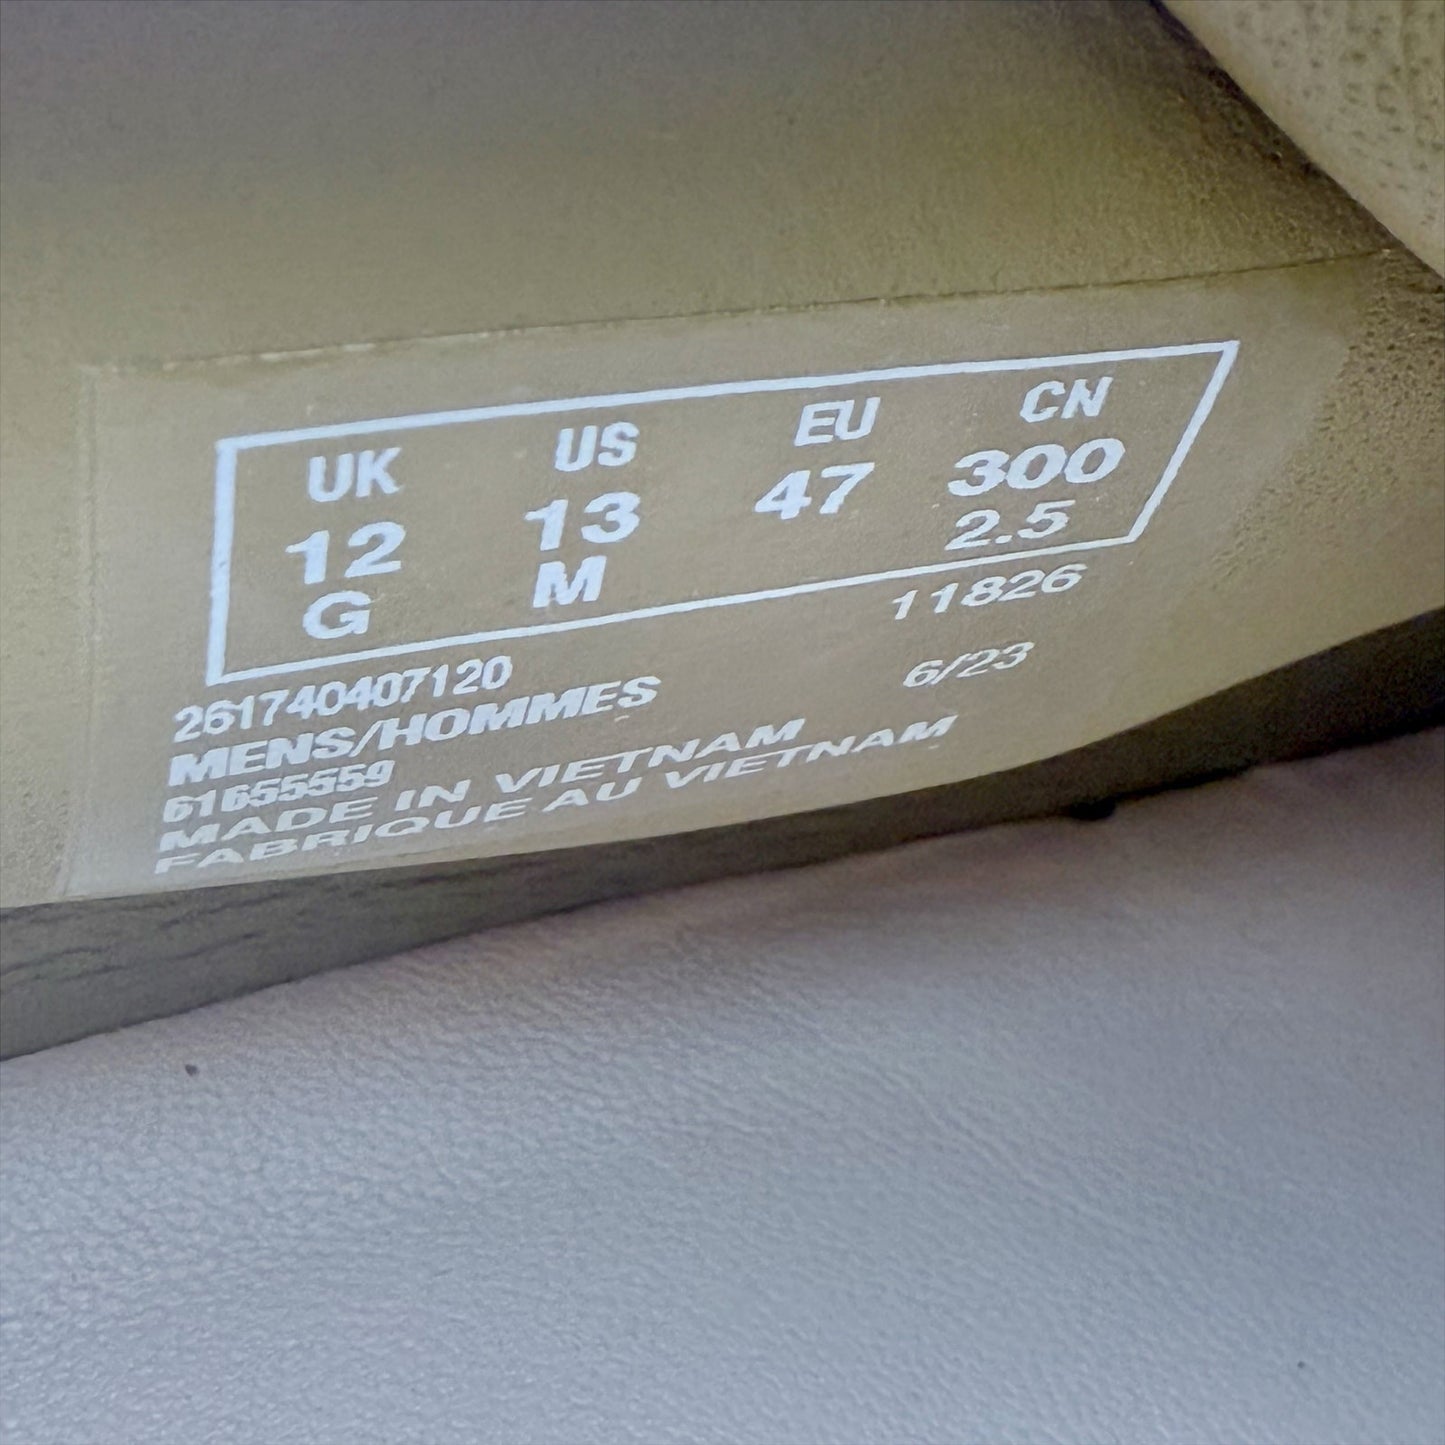 UK US EU CN
12 13 47 300
G M 2.5
261740407120 11826
MENS/HOMMES 6/23
61655559
MADE IN VIETNAM
FABRIQUE AU VIETNAM